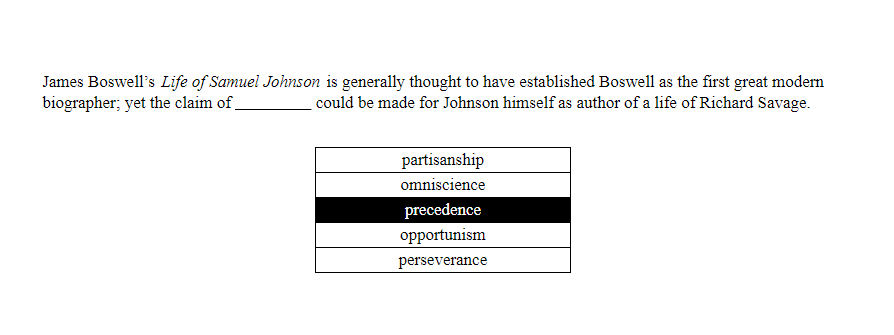 James Boswell's Life of Samuel Johnson is generally thought to have established Boswell as the first great modern
biographer; yet the claim of __________ could be made for Johnson himself as author of a life of Richard Savage.
partisanship
omniscience
precedence
opportunism
perseverance